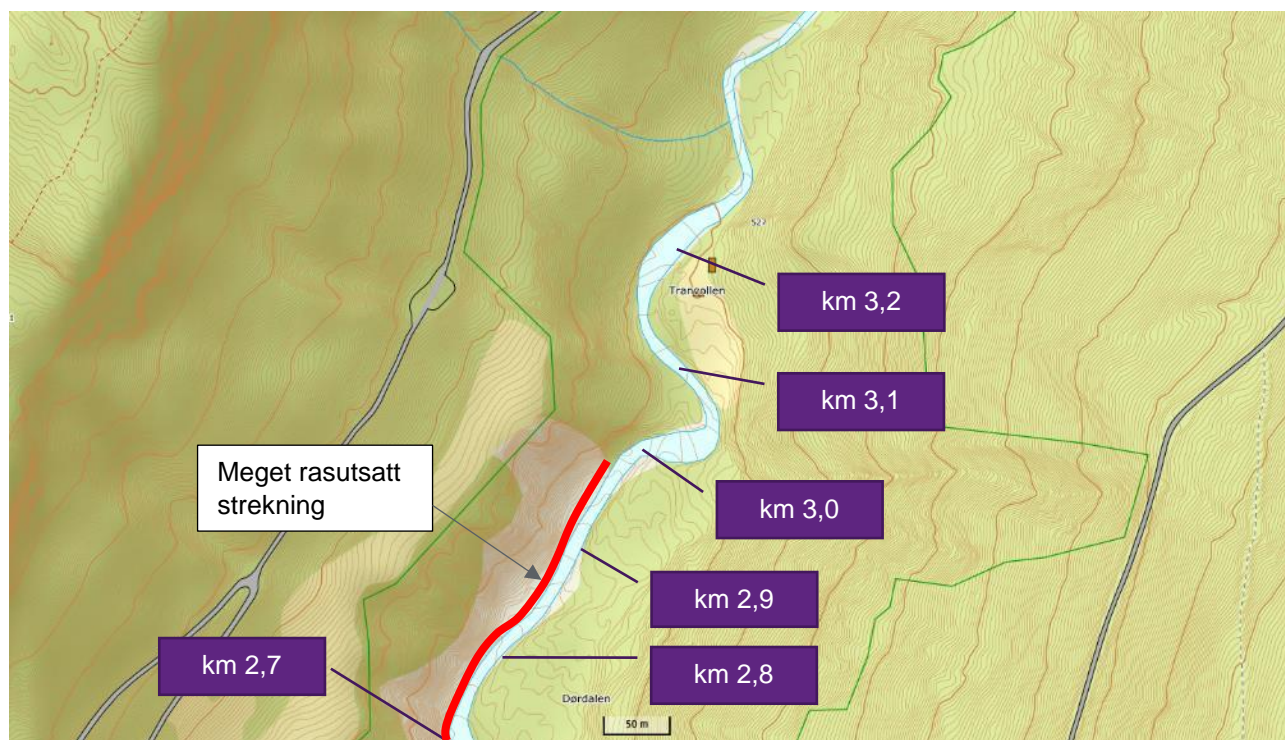 522
Trangollen
km 3,2
km 3,1
Meget rasutsatt
strekning
km 3,0
km 2,9
km 2,7
km 2,8
Dørdalen
50 m